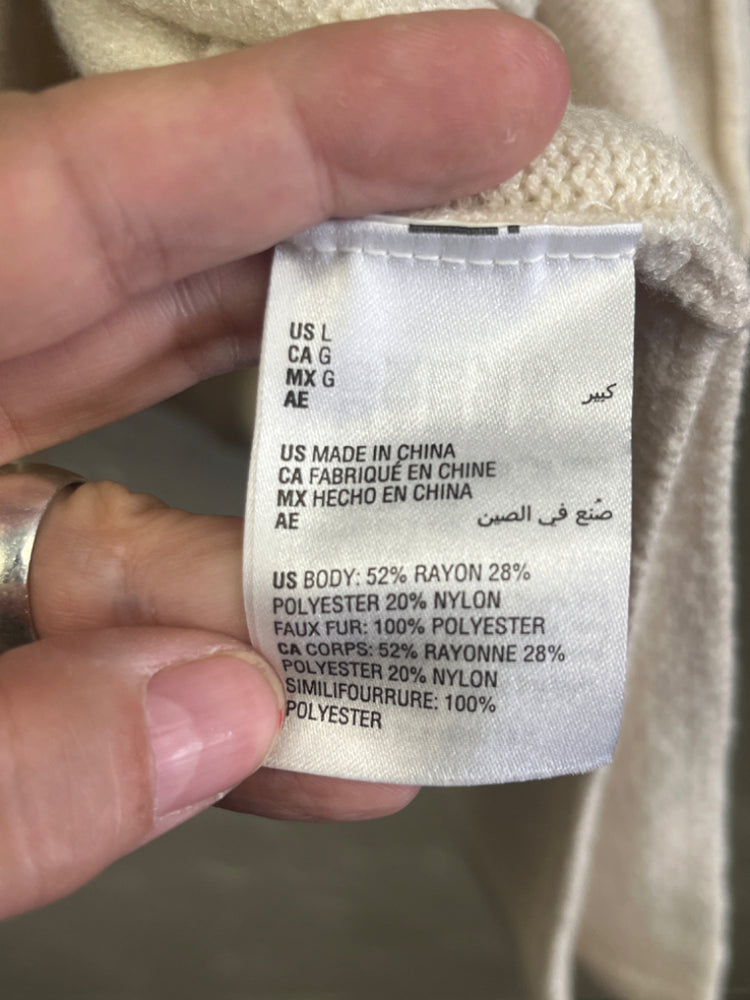 US L
CA G
MX G
AE كبير
US MADE IN CHINA
CA FABRIQUÉ EN CHINE
MX HECHO EN CHINA
AE صُنع في الصين
US BODY: 52% RAYON 28%
POLYESTER 20% NYLON
FAUX FUR: 100% POLYESTER
CA CORPS: 52% RAYONNE 28%
POLYESTER 20% NYLON
SIMILIFOURRURE: 100%
POLYESTER